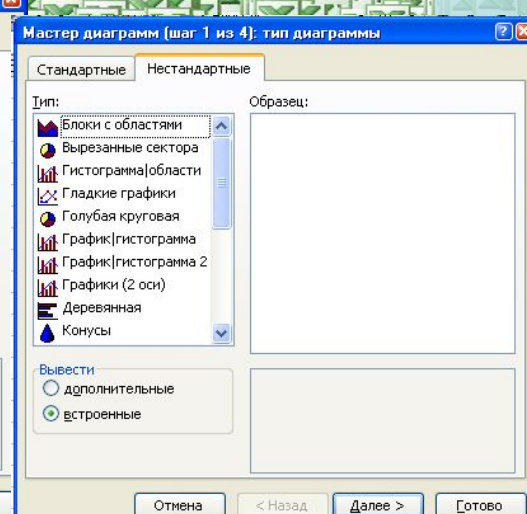 Мастер диаграмм (шаг 1 из 4): тип диаграммы
Стандартные
Нестандартные
Тип:
Образец:
Блоки с областями
Вырезанные сектора
Гистограмма|области
Гладкие графики
Голубая круговая
График|гистограмма
График|гистограмма 2
Графики (2 оси)
Деревянная
Конусы
Вывести
дополнительные
встроенные
Отмена
< Назад
Далее >
Готово